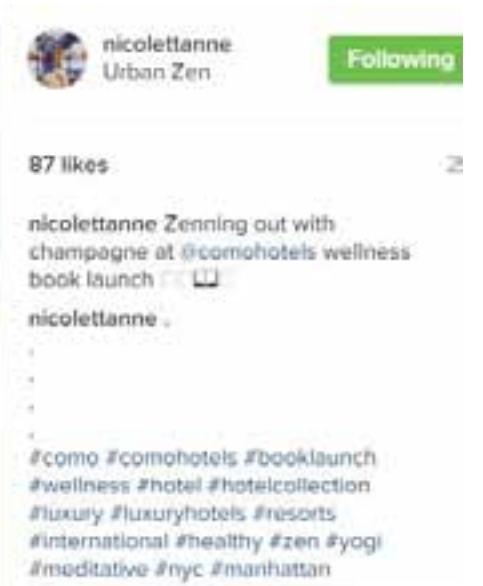 nicolettanne
Urban Zen
Following
87 likes
nicolettanne Zenning out with
champagne at @comohotels wellness
book launch 📖
nicolettanne .
.
.
.
.
#como #comohotels #booklaunch
#wellness #hotel #hotelcollection
#luxury #luxuryhotels #resorts
#international #healthy #zen #yogi
#meditative #nyc #manhattan